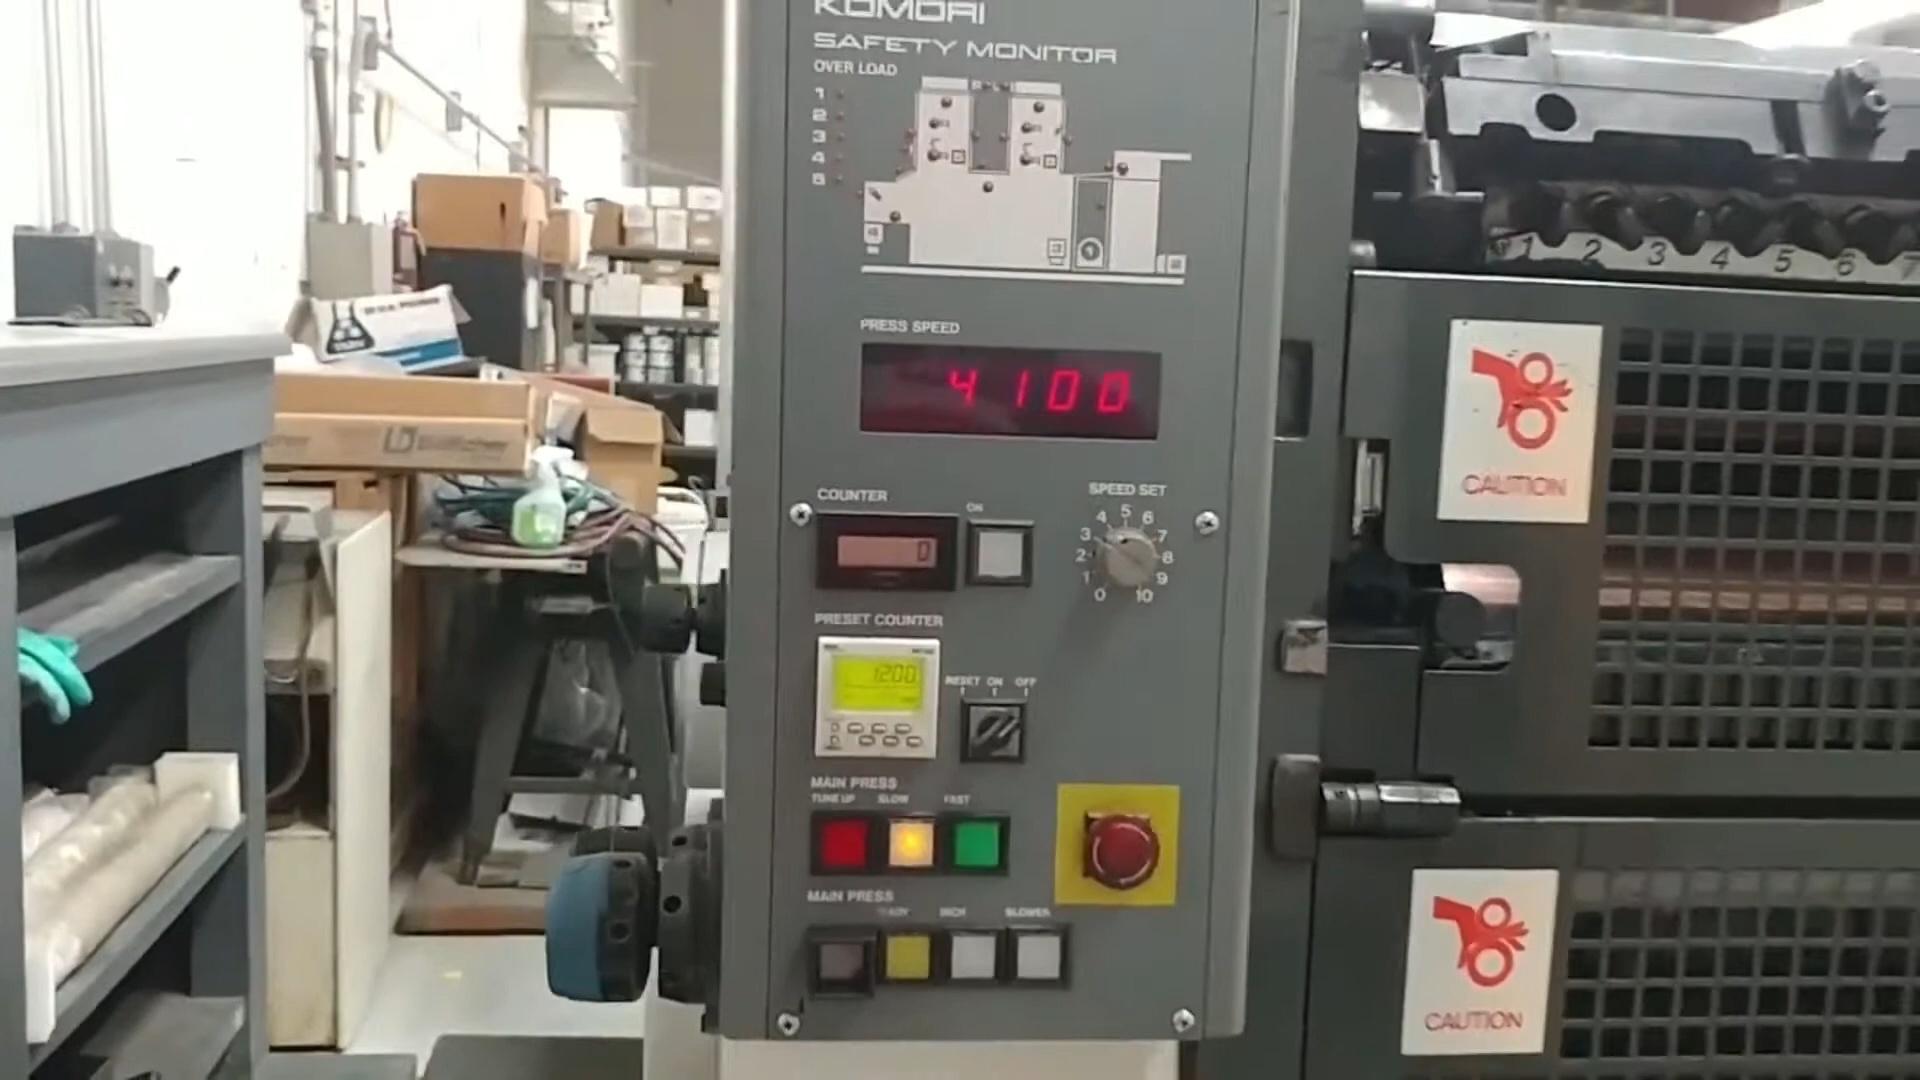 KOMORI
SAFETY MONITOR
OVER LOAD
1
2
3
4
5
PRESS SPEED
4100
COUNTER
ON
SPEED SET
0 1 2 3 4 5 6 7 8 9 10
0
PRESET COUNTER
1200
RESET ON OFF
MAIN PRESS
TUNE UP SLOW FAST
MAIN PRESS
INCH SLOWER
1 2 3 4 5 6 7
CAUTION
CAUTION